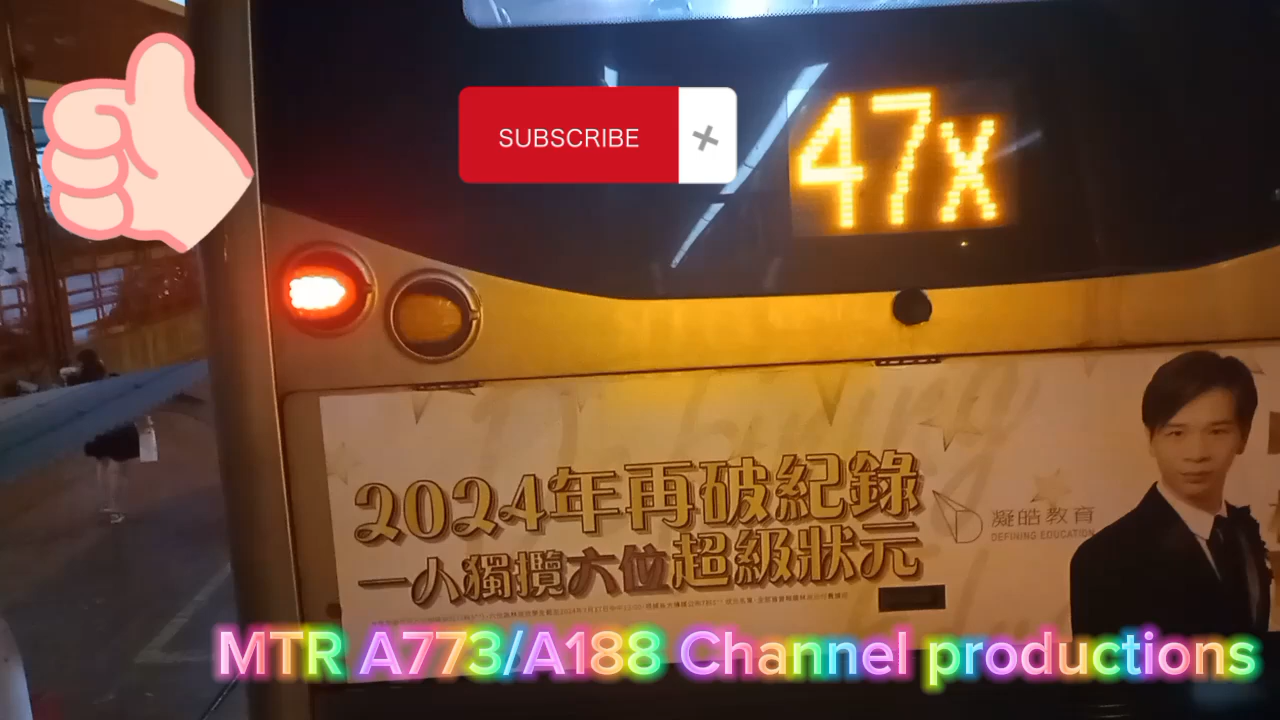 SUBSCRIBE
47x
2024年再破紀錄
一人獨攬六位超級狀元
凝皓教育
DEFINING EDUCATION
MTR A773/A188 Channel productions